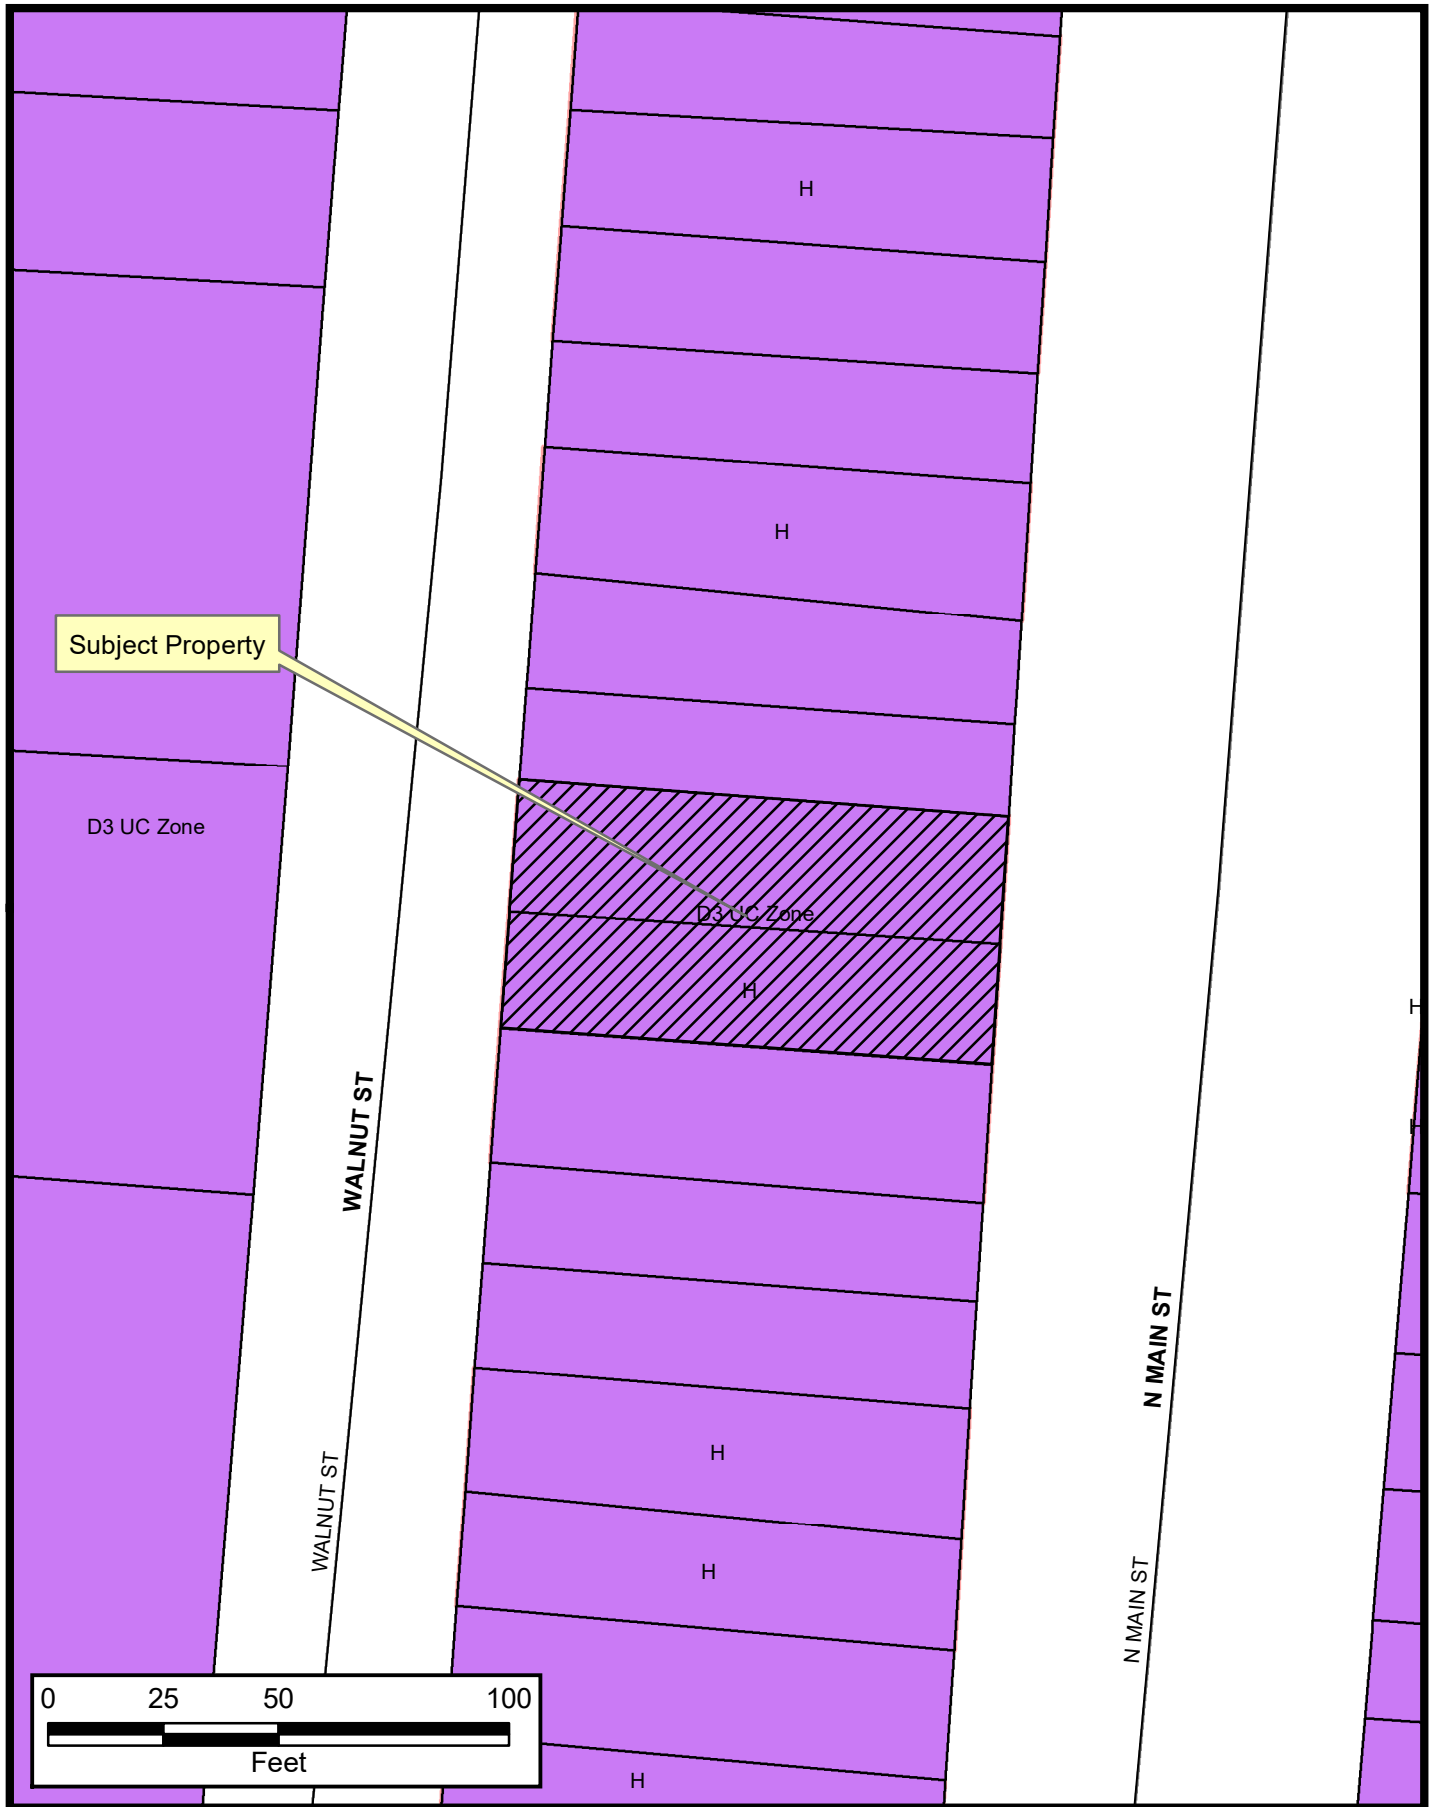 H
H
Subject Property
D3 UC Zone
D3 UC Zone
H
H
H
WALNUT ST
N MAIN ST
H
WALNUT ST
H
N MAIN ST
0 25 50 100
Feet
H